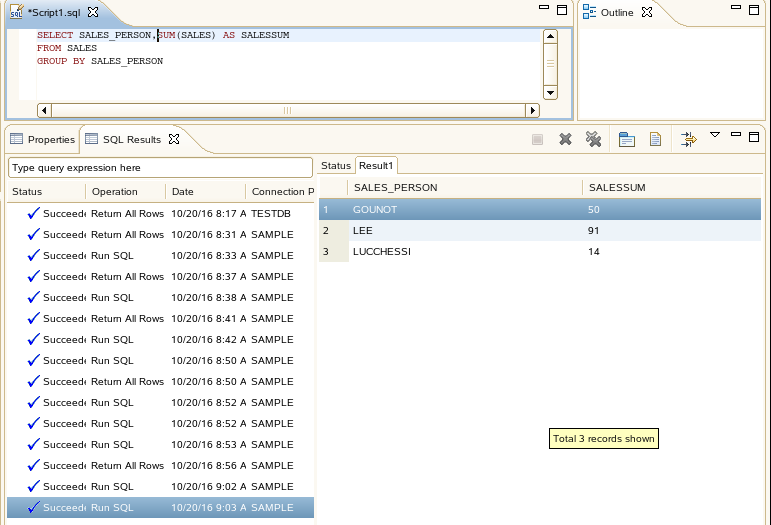 *Script1.sql
Outline
SELECT SALES_PERSON,SUM(SALES) AS SALESSUM
FROM SALES
GROUP BY SALES_PERSON
Properties SQL Results
Type query expression here
Status Result1
Status Operation Date Connection P
SALES_PERSON SALESSUM
1 GOUNOT 50
2 LEE 91
3 LUCCHESSI 14
Succeede Return All Rows 10/20/16 8:17 A TESTDB
Succeede Return All Rows 10/20/16 8:31 A SAMPLE
Succeede Run SQL 10/20/16 8:33 A SAMPLE
Succeede Return All Rows 10/20/16 8:37 A SAMPLE
Succeede Run SQL 10/20/16 8:38 A SAMPLE
Succeede Return All Rows 10/20/16 8:41 A SAMPLE
Succeede Run SQL 10/20/16 8:42 A SAMPLE
Succeede Run SQL 10/20/16 8:50 A SAMPLE
Succeede Return All Rows 10/20/16 8:50 A SAMPLE
Succeede Run SQL 10/20/16 8:52 A SAMPLE
Succeede Run SQL 10/20/16 8:52 A SAMPLE
Succeede Run SQL 10/20/16 8:53 A SAMPLE
Succeede Return All Rows 10/20/16 8:56 A SAMPLE
Succeede Run SQL 10/20/16 9:02 A SAMPLE
Succeede Run SQL 10/20/16 9:03 A SAMPLE
Total 3 records shown